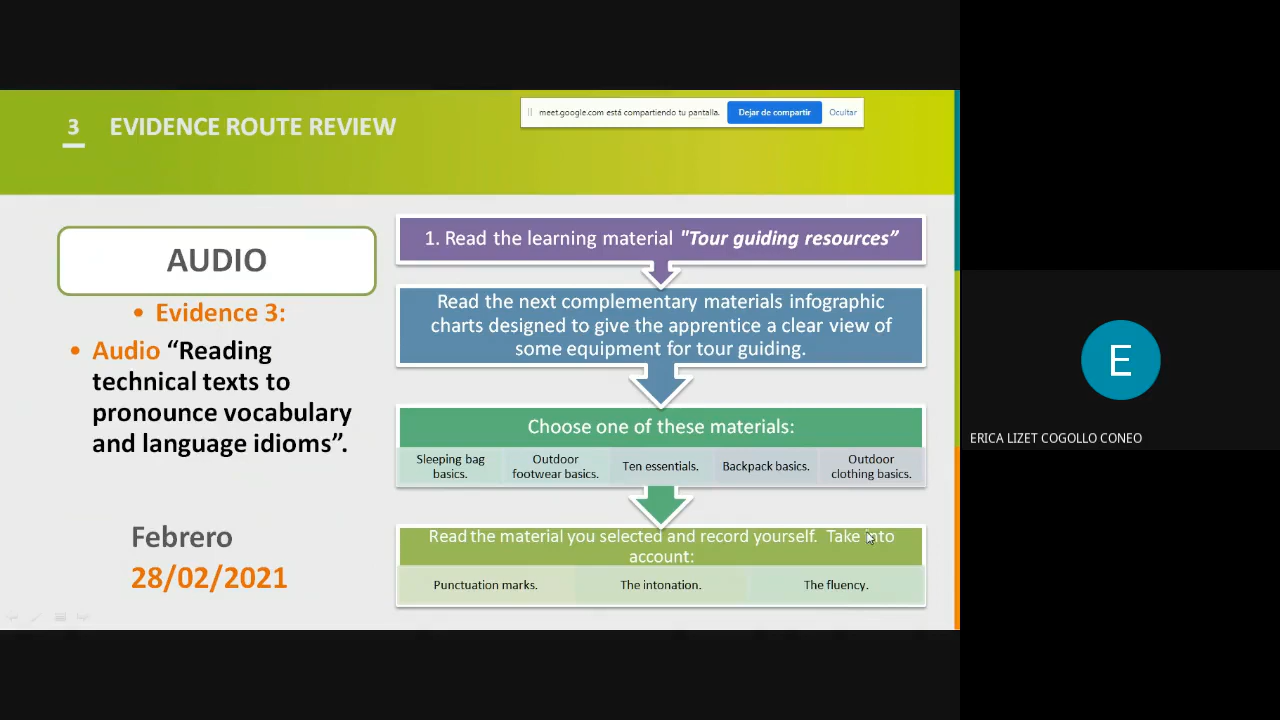 3 EVIDENCE ROUTE REVIEW
meet.google.com está compartiendo tu pantalla. Dejar de compartir Ocultar
AUDIO
• Evidence 3:
• Audio “Reading
technical texts to
pronounce vocabulary
and language idioms”.
Febrero
28/02/2021
1. Read the learning material "Tour guiding resources”
Read the next complementary materials infographic
charts designed to give the apprentice a clear view of
some equipment for tour guiding.
Choose one of these materials:
Sleeping bag
basics.
Outdoor
footwear basics.
Ten essentials.
Backpack basics.
Outdoor
clothing basics.
Read the material you selected and record yourself. Take into
account:
Punctuation marks.
The intonation.
The fluency.
E
ERICA LIZET COGOLLO CONEO